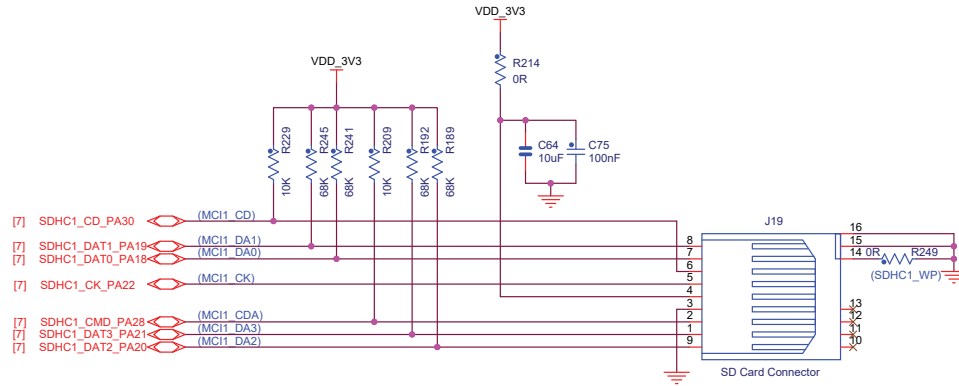 VDD_3V3
R214
0R
VDD_3V3
R229
R245
R241
R209
R192
R189
10K
68K
68K
10K
68K
68K
C64
10uF
C75
100nF
[7] SDHC1_CD_PA30 (MCI1_CD)
[7] SDHC1_DAT1_PA19 (MCI1_DA1)
[7] SDHC1_DAT0_PA18 (MCI1_DA0)
[7] SDHC1_CK_PA22 (MCI1_CK)
[7] SDHC1_CMD_PA28 (MCI1_CDA)
[7] SDHC1_DAT3_PA21 (MCI1_DA3)
[7] SDHC1_DAT2_PA20 (MCI1_DA2)
J19
8
7
6
5
4
3
2
1
9
16
15
14
0R R249
(SDHC1_WP)
13
12
11
10
SD Card Connector